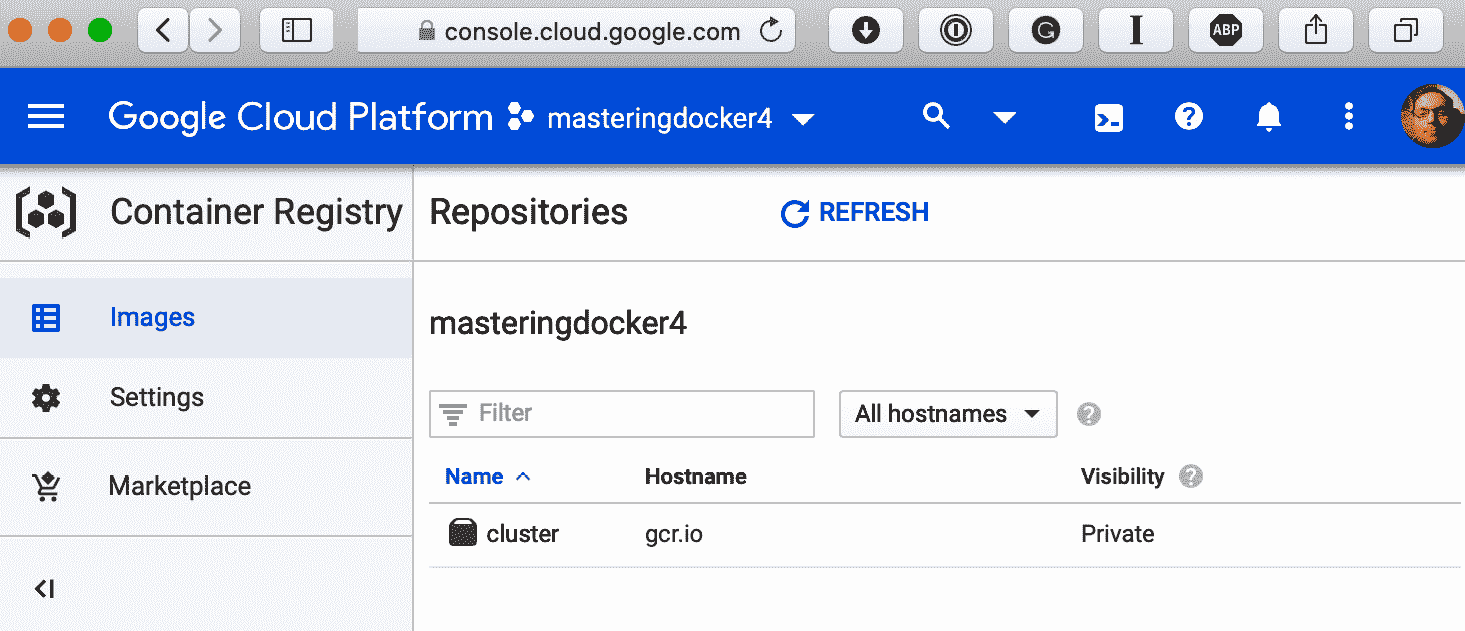 console.cloud.google.com
ABP
Google Cloud Platform masteringdocker4
Container Registry
Repositories
REFRESH
Images
Settings
Marketplace
masteringdocker4
Filter
All hostnames
Name Hostname Visibility
cluster gcr.io Private